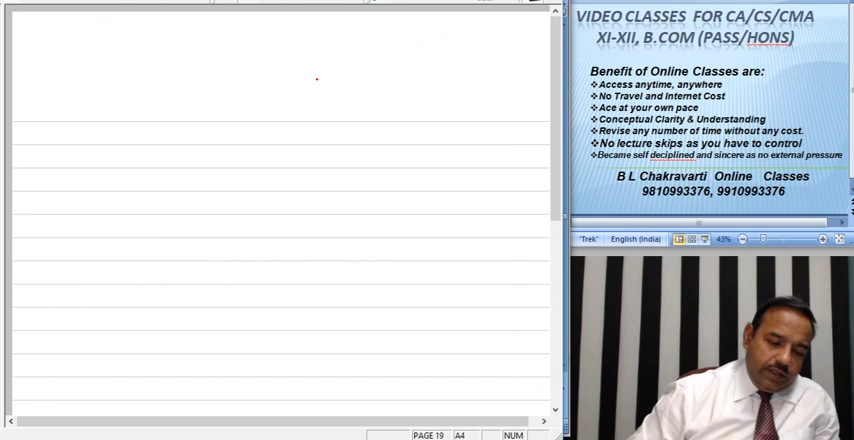 VIDEO CLASSES FOR CA/CS/CMA
XI-XII, B.COM (PASS/HONS)
Benefit of Online Classes are:
❖Access anytime, anywhere
❖No Travel and Internet Cost
❖Ace at your own pace
❖Conceptual Clarity & Understanding
❖Revise any number of time without any cost.
❖No lecture skips as you have to control
❖Became self deciplined and sincere as no external pressure
B L Chakravarti Online Classes
9810993376, 9910993376
"Trek" English (India) 43%
PAGE 19 A4 NUM